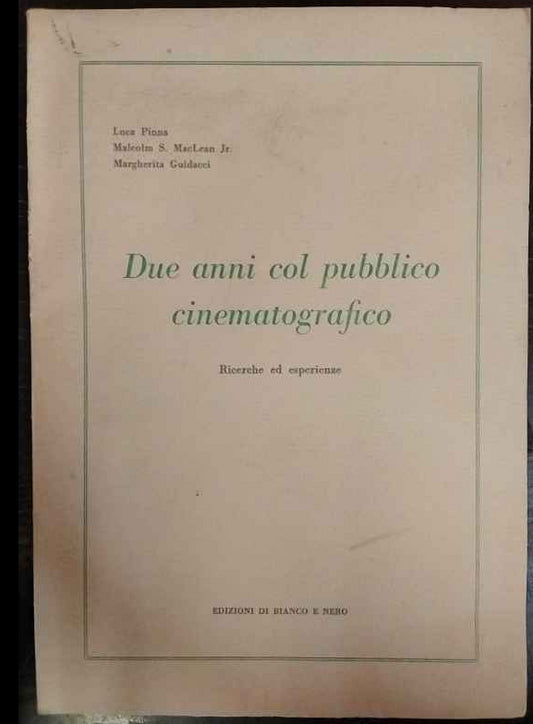 Luca Pinna
Malcolm S. MacLean Jr.
Margherita Guidacci
Due anni col pubblico
cinematografico
Ricerche ed esperienze
EDIZIONI DI BIANCO E NERO